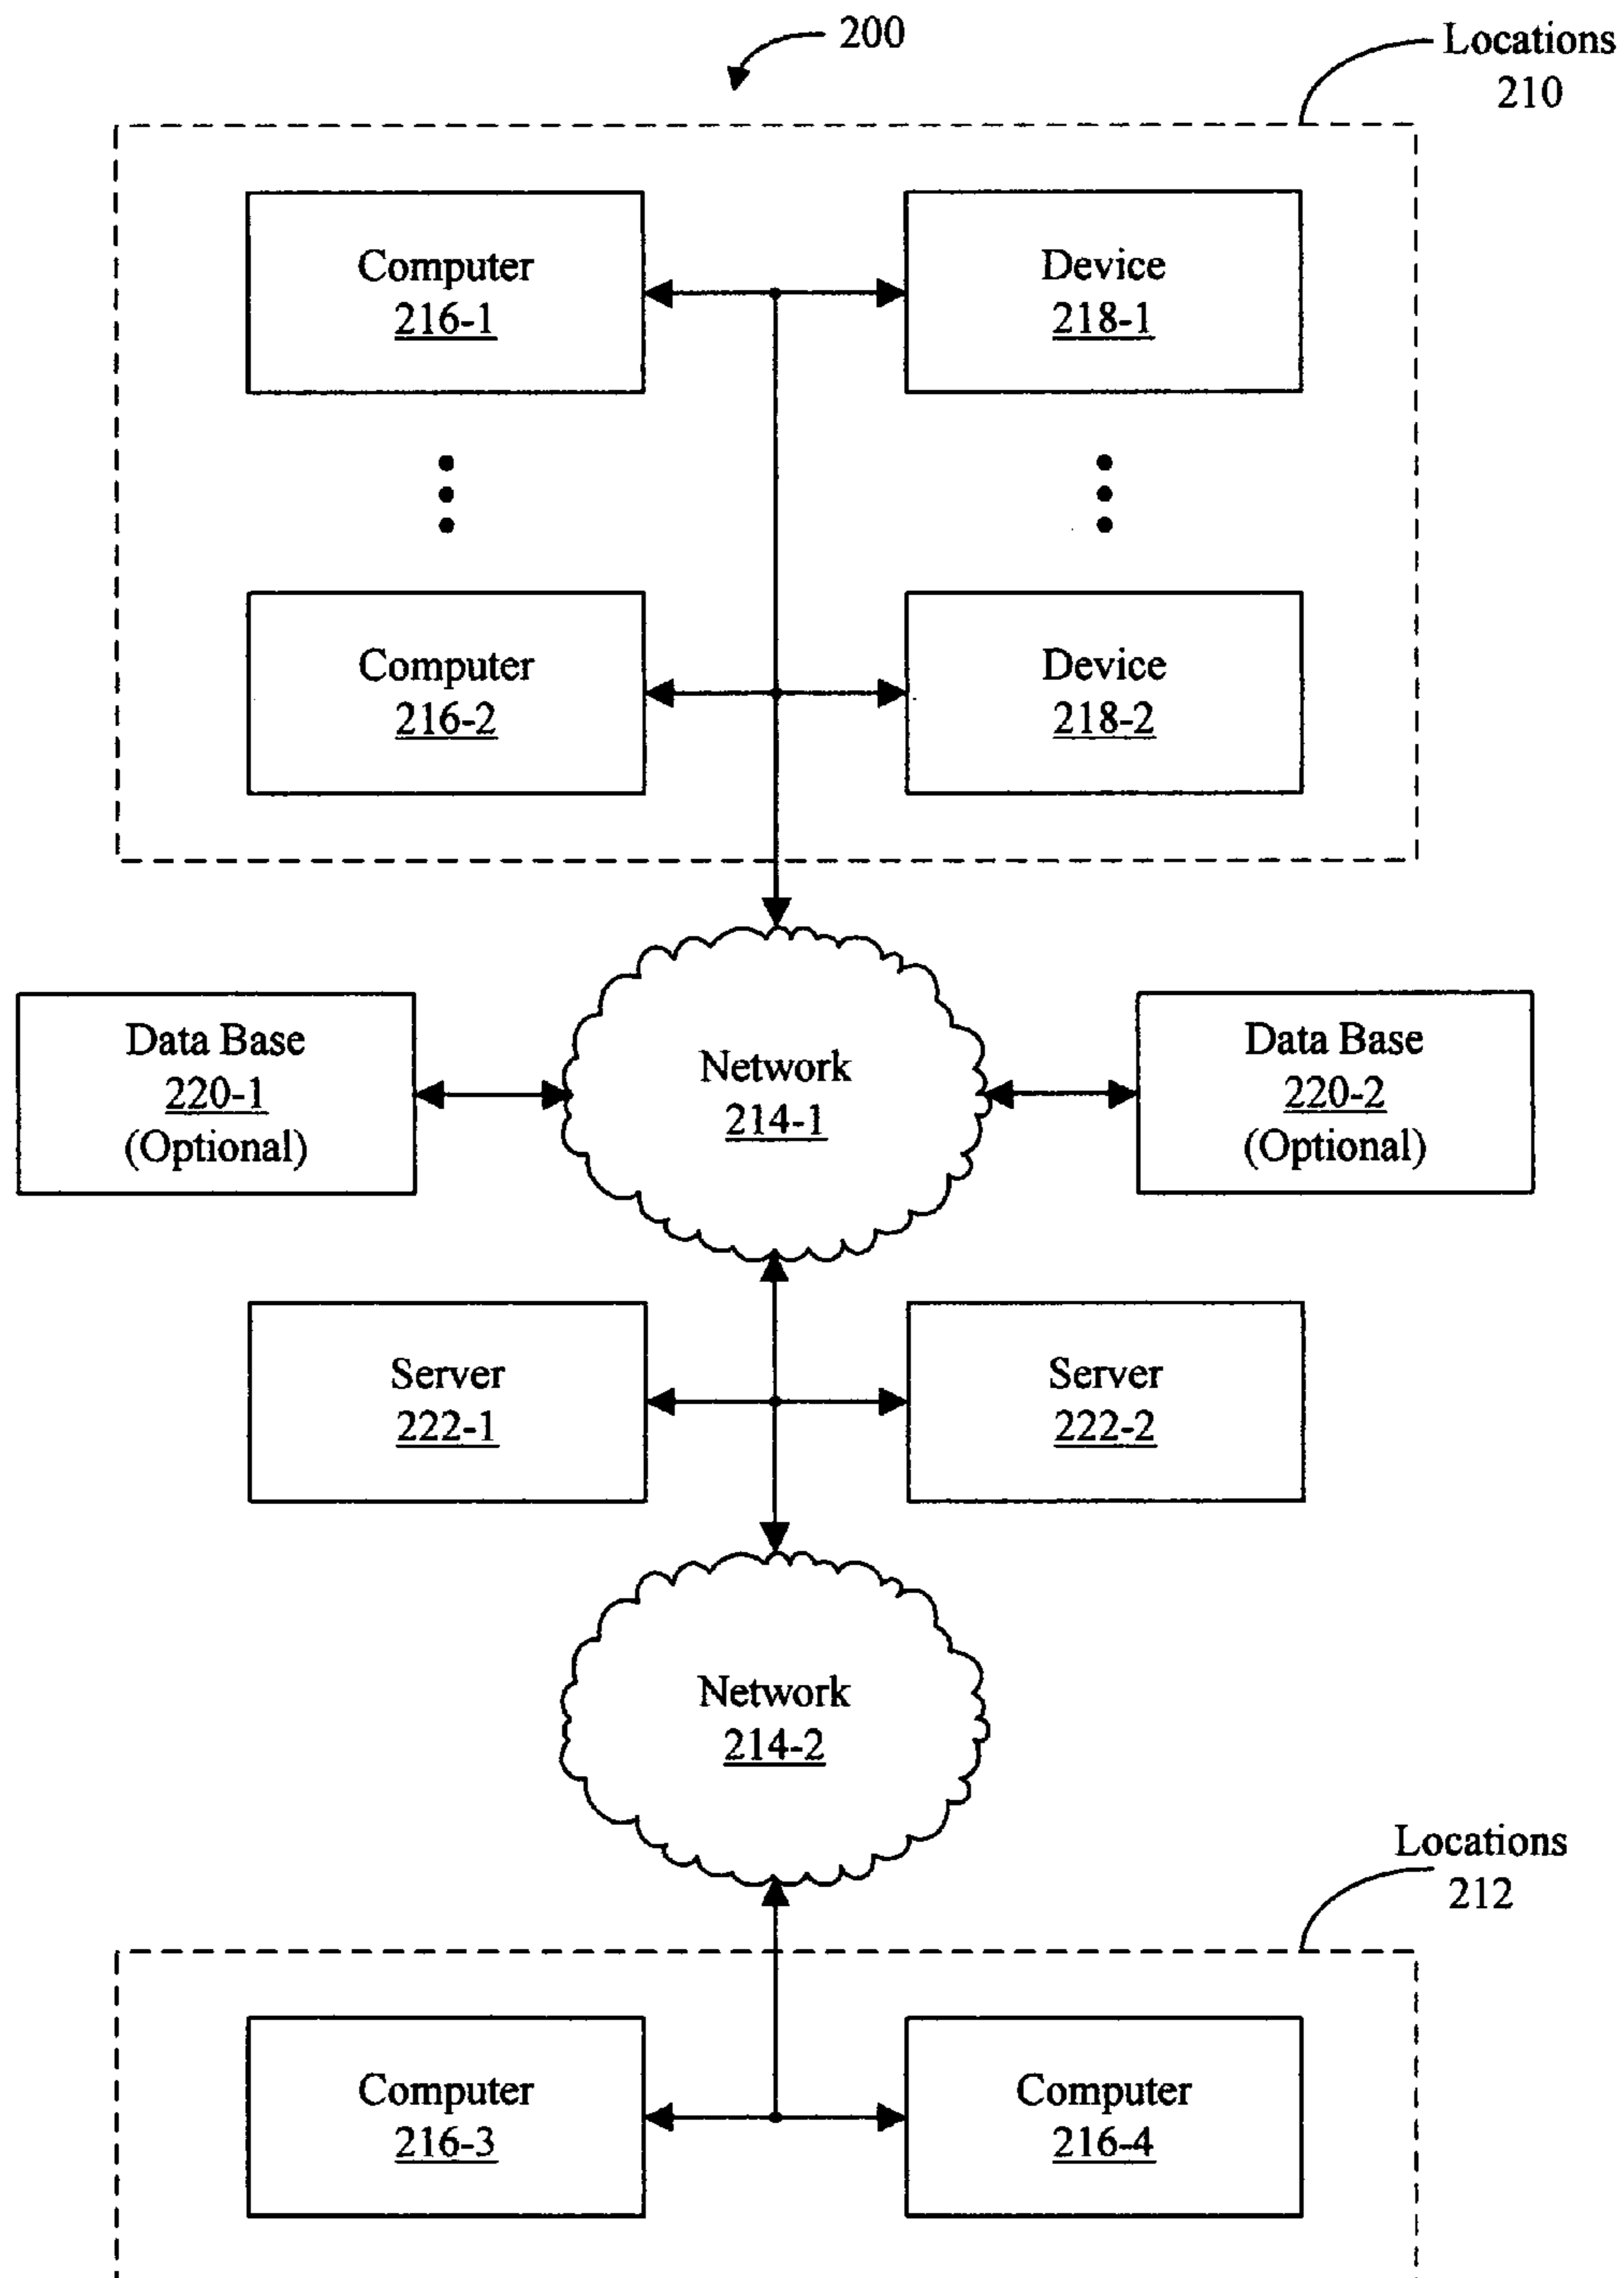 200
Locations
210
Computer
216-1
Device
218-1
Computer
216-2
Device
218-2
Data Base
220-1
(Optional)
Network
214-1
Data Base
220-2
(Optional)
Server
222-1
Server
222-2
Network
214-2
Locations
212
Computer
216-3
Computer
216-4